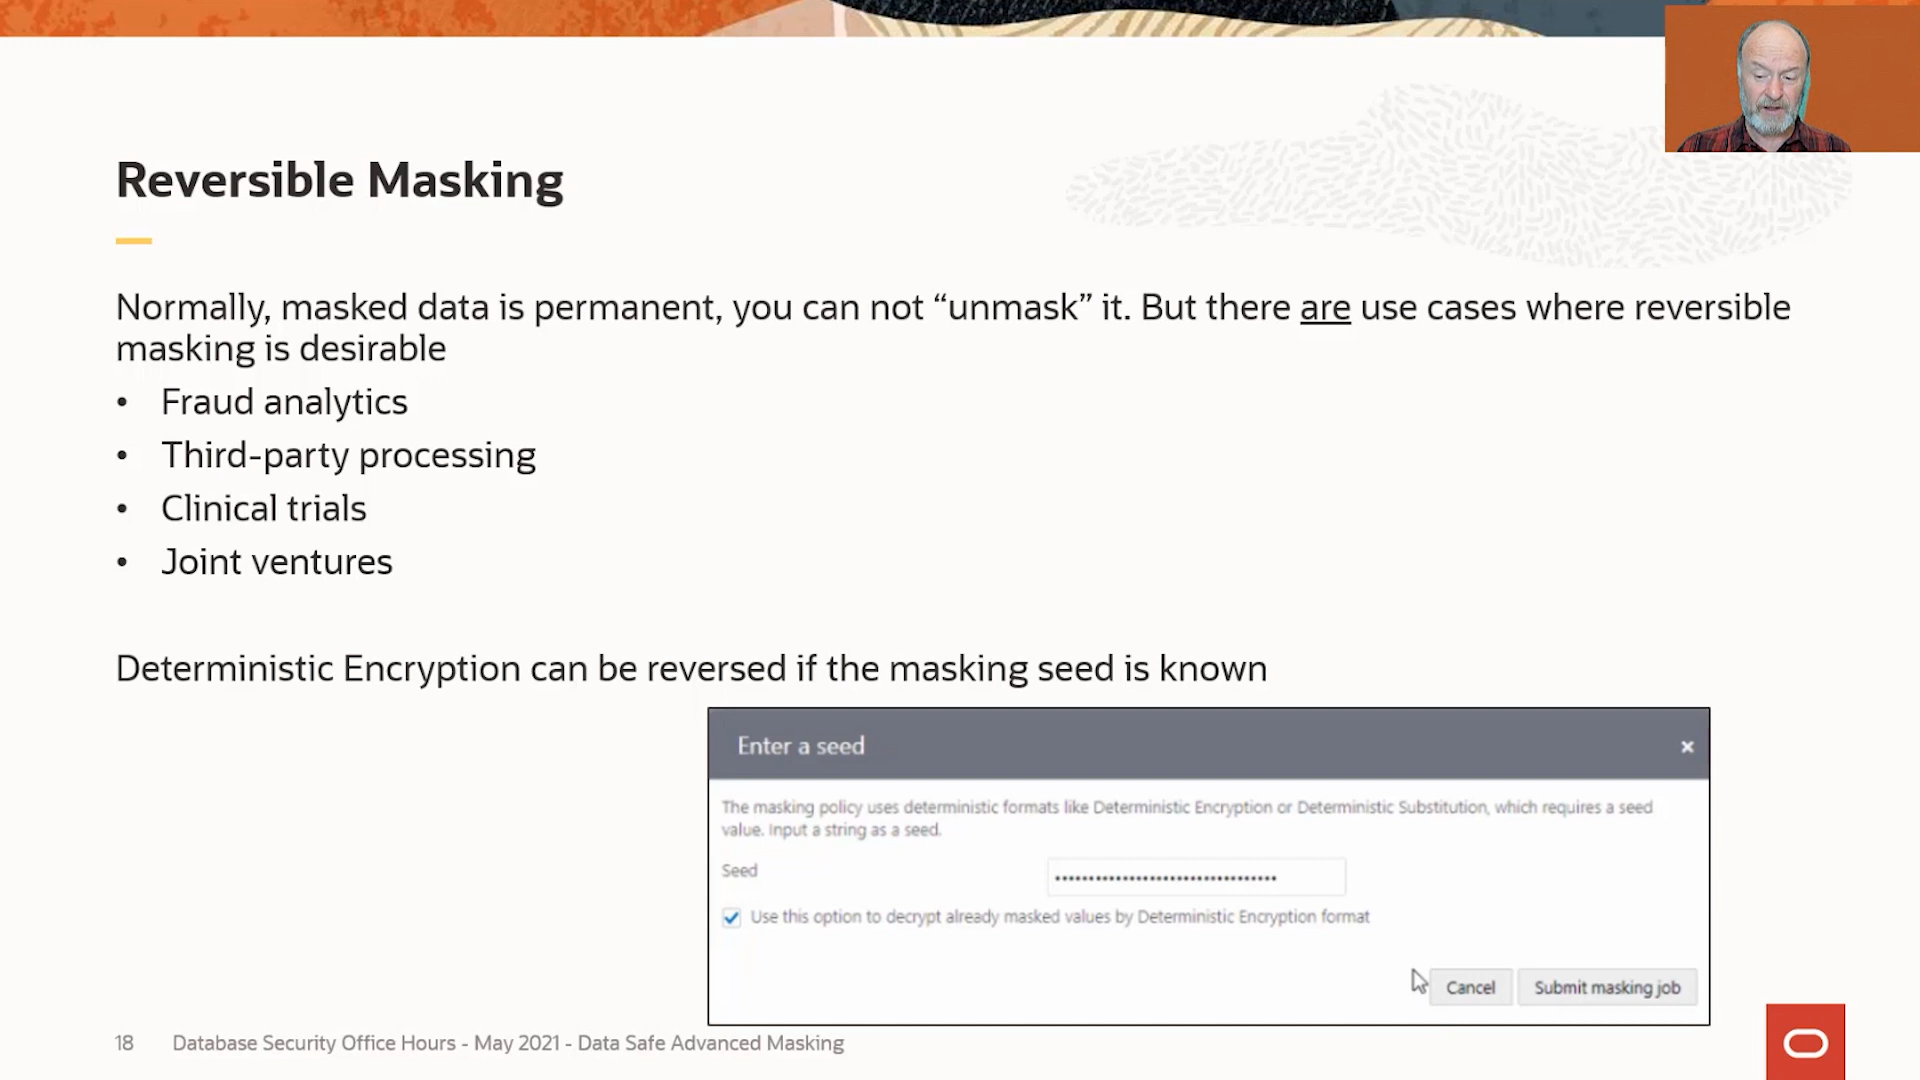 Reversible Masking
Normally, masked data is permanent, you can not “unmask” it. But there are use cases where reversible
masking is desirable
• Fraud analytics
• Third-party processing
• Clinical trials
• Joint ventures
Deterministic Encryption can be reversed if the masking seed is known
Enter a seed
The masking policy uses deterministic formats like Deterministic Encryption or Deterministic Substitution, which requires a seed
value. Input a string as a seed.
Seed
Use this option to decrypt already masked values by Deterministic Encryption format
Cancel Submit masking job
18 Database Security Office Hours - May 2021 - Data Safe Advanced Masking